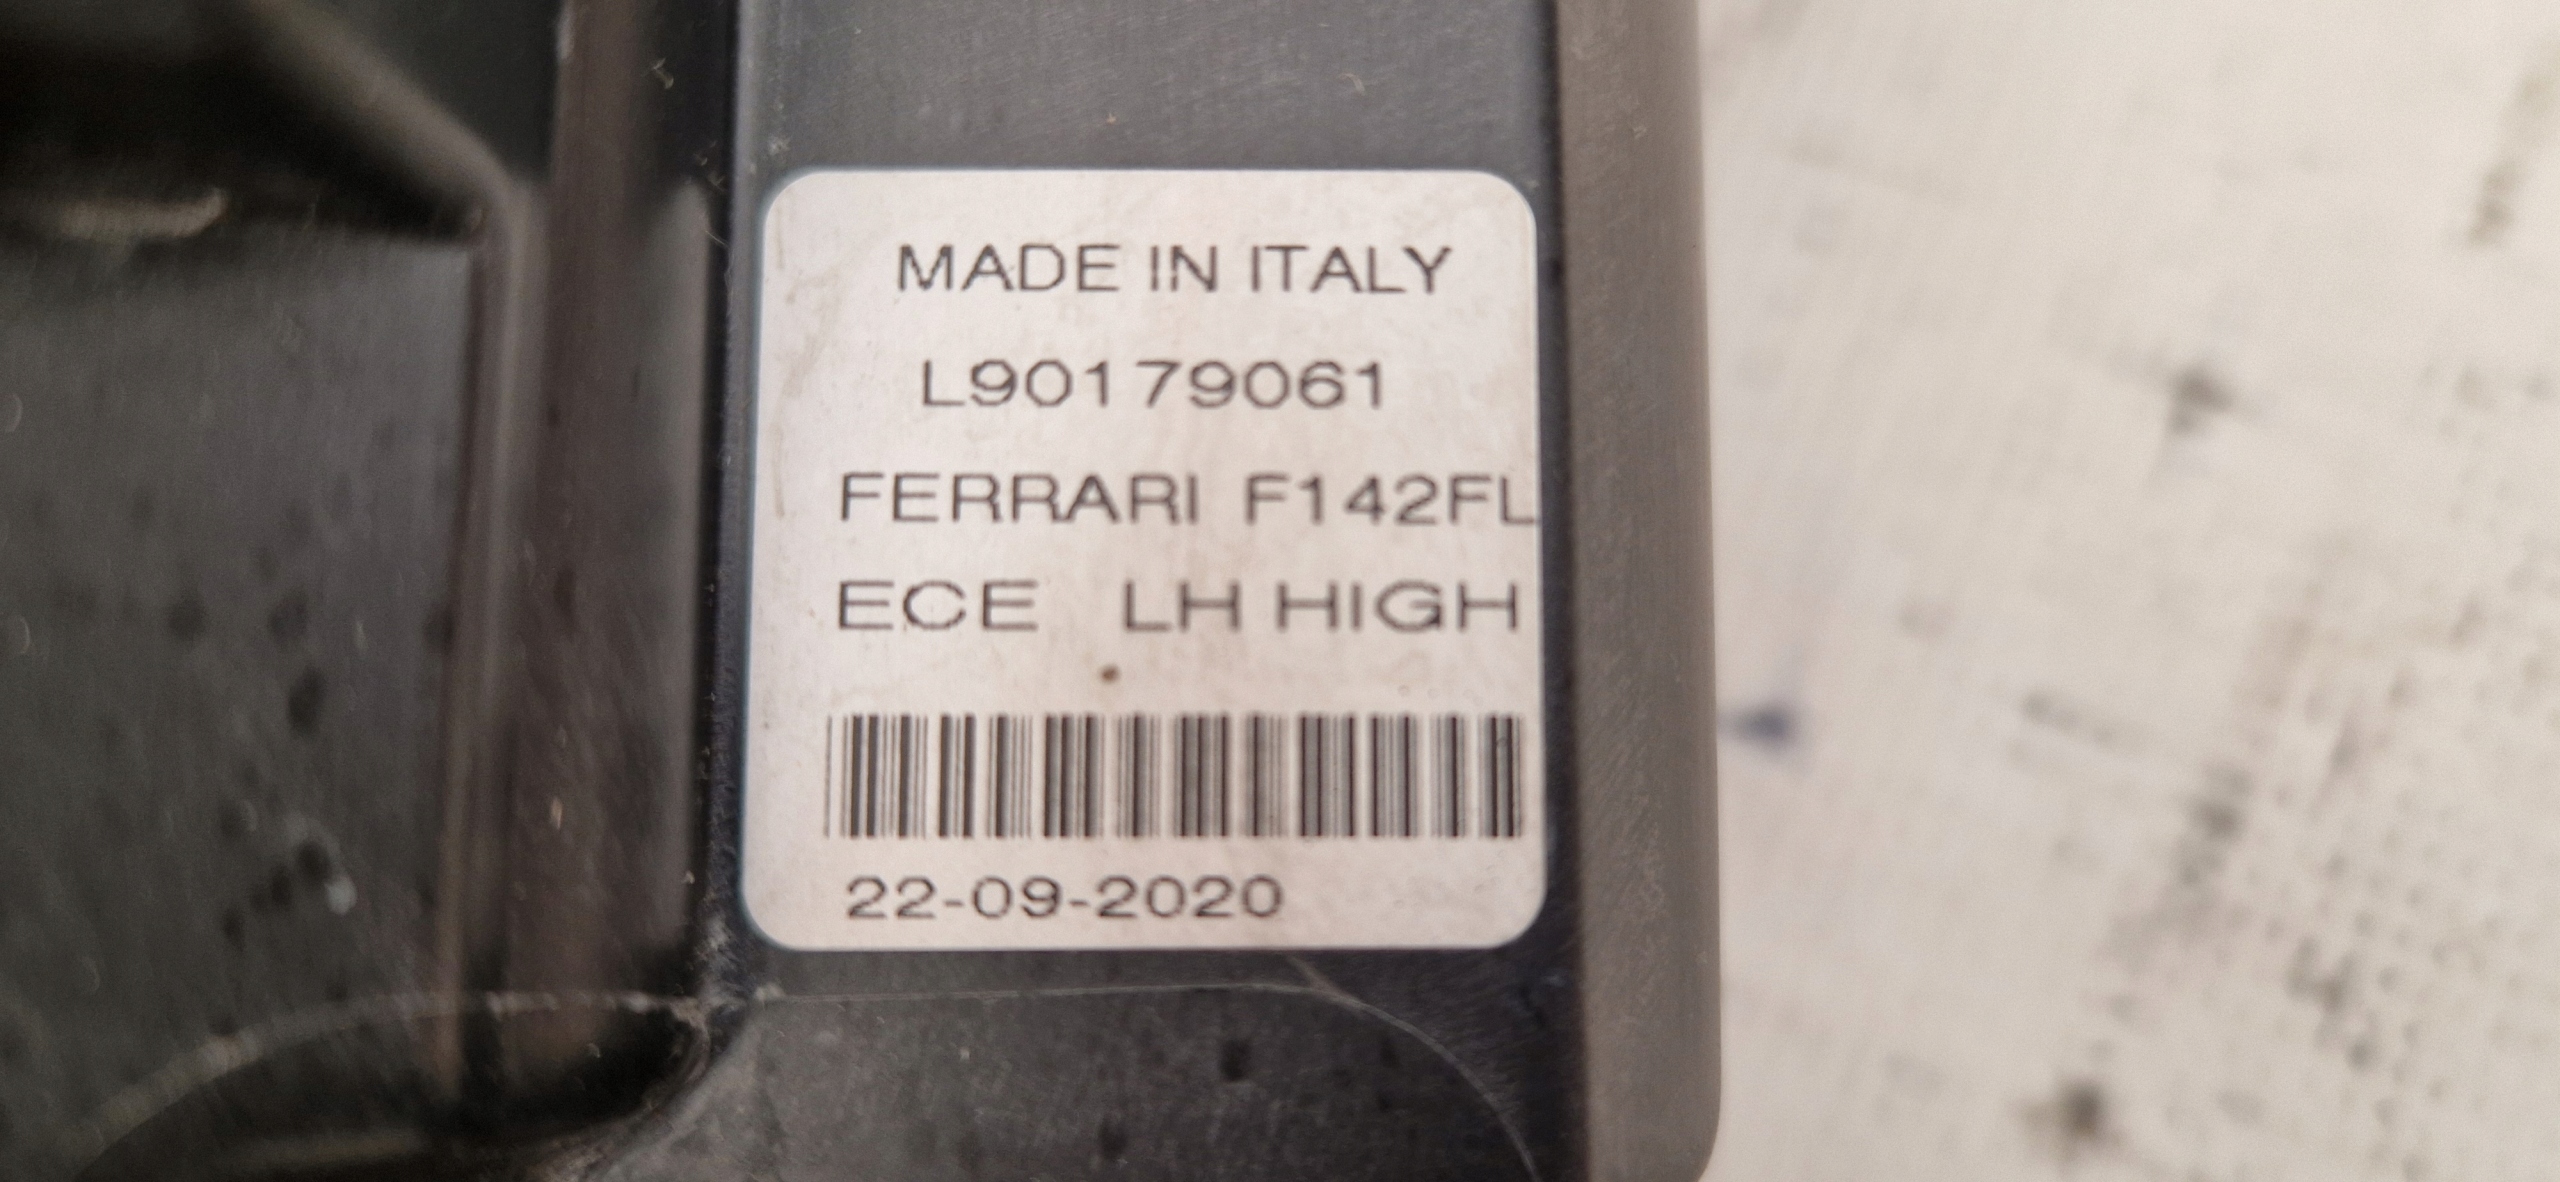 MADE IN ITALY
L90179061
FERRARI F142FL
ECE LH HIGH
22-09-2020